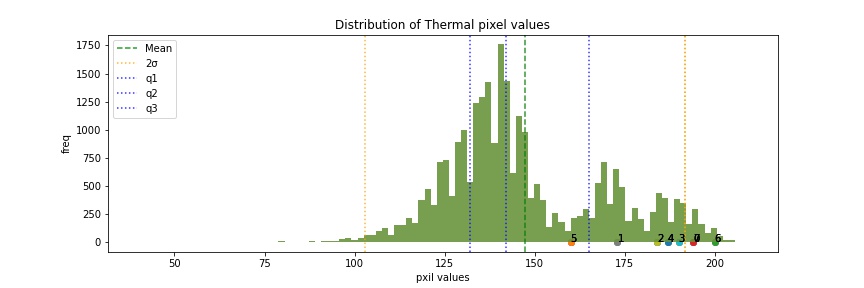 Distribution of Thermal pixel values
Mean
2σ
q1
q2
q3
freq
1750
1500
1250
1000
750
500
250
0
5 1 2 4 3 6
50 75 100 125 150 175 200
pxil values